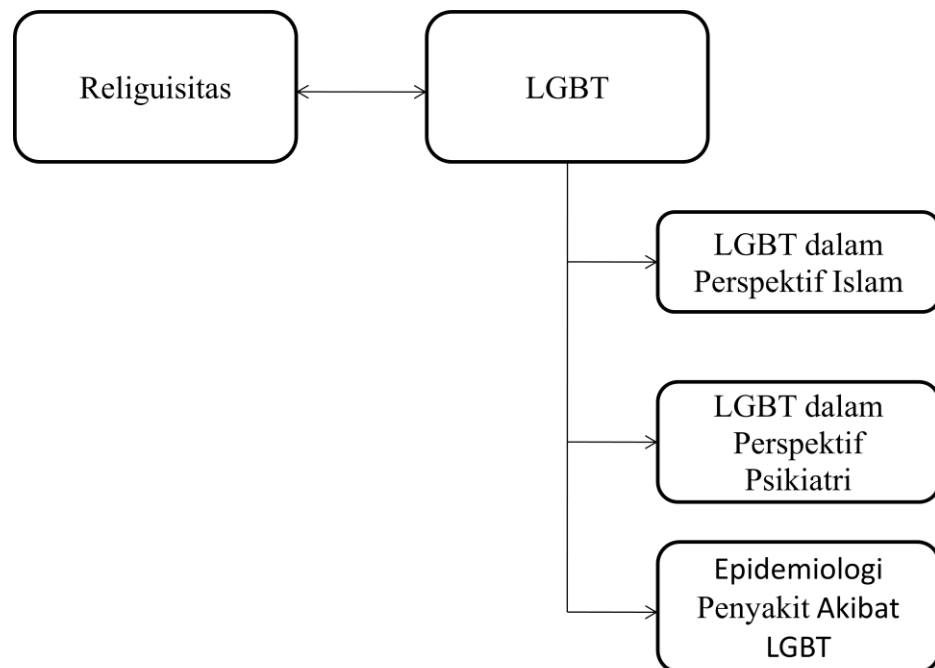 Religuisitas
LGBT
LGBT dalam
Perspektif Islam
LGBT dalam
Perspektif
Psikiatri
Epidemiologi
Penyakit Akibat
LGBT